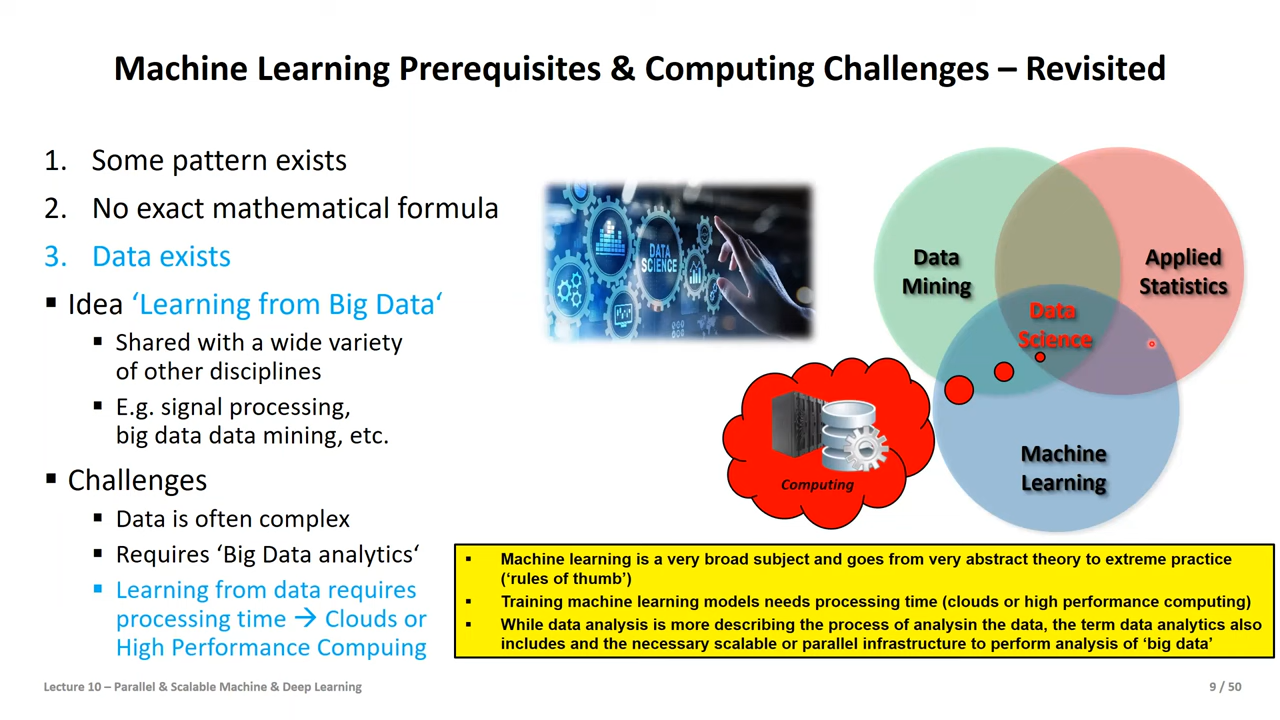 Machine Learning Prerequisites & Computing Challenges – Revisited
1. Some pattern exists
2. No exact mathematical formula
3. Data exists
▪ Idea ‘Learning from Big Data‘
▪ Shared with a wide variety
of other disciplines
▪ E.g. signal processing,
big data data mining, etc.
▪ Challenges
▪ Data is often complex
▪ Requires ‘Big Data analytics‘
▪ Learning from data requires
processing time → Clouds or
High Performance Compuing
DATA
SCIENCE
Data
Mining
Applied
Statistics
Data
Science
Machine
Learning
Computing
▪ Machine learning is a very broad subject and goes from very abstract theory to extreme practice
(‘rules of thumb’)
▪ Training machine learning models needs processing time (clouds or high performance computing)
▪ While data analysis is more describing the process of analysin the data, the term data analytics also
includes and the necessary scalable or parallel infrastructure to perform analysis of ‘big data’
Lecture 10 – Parallel & Scalable Machine & Deep Learning
9 / 50